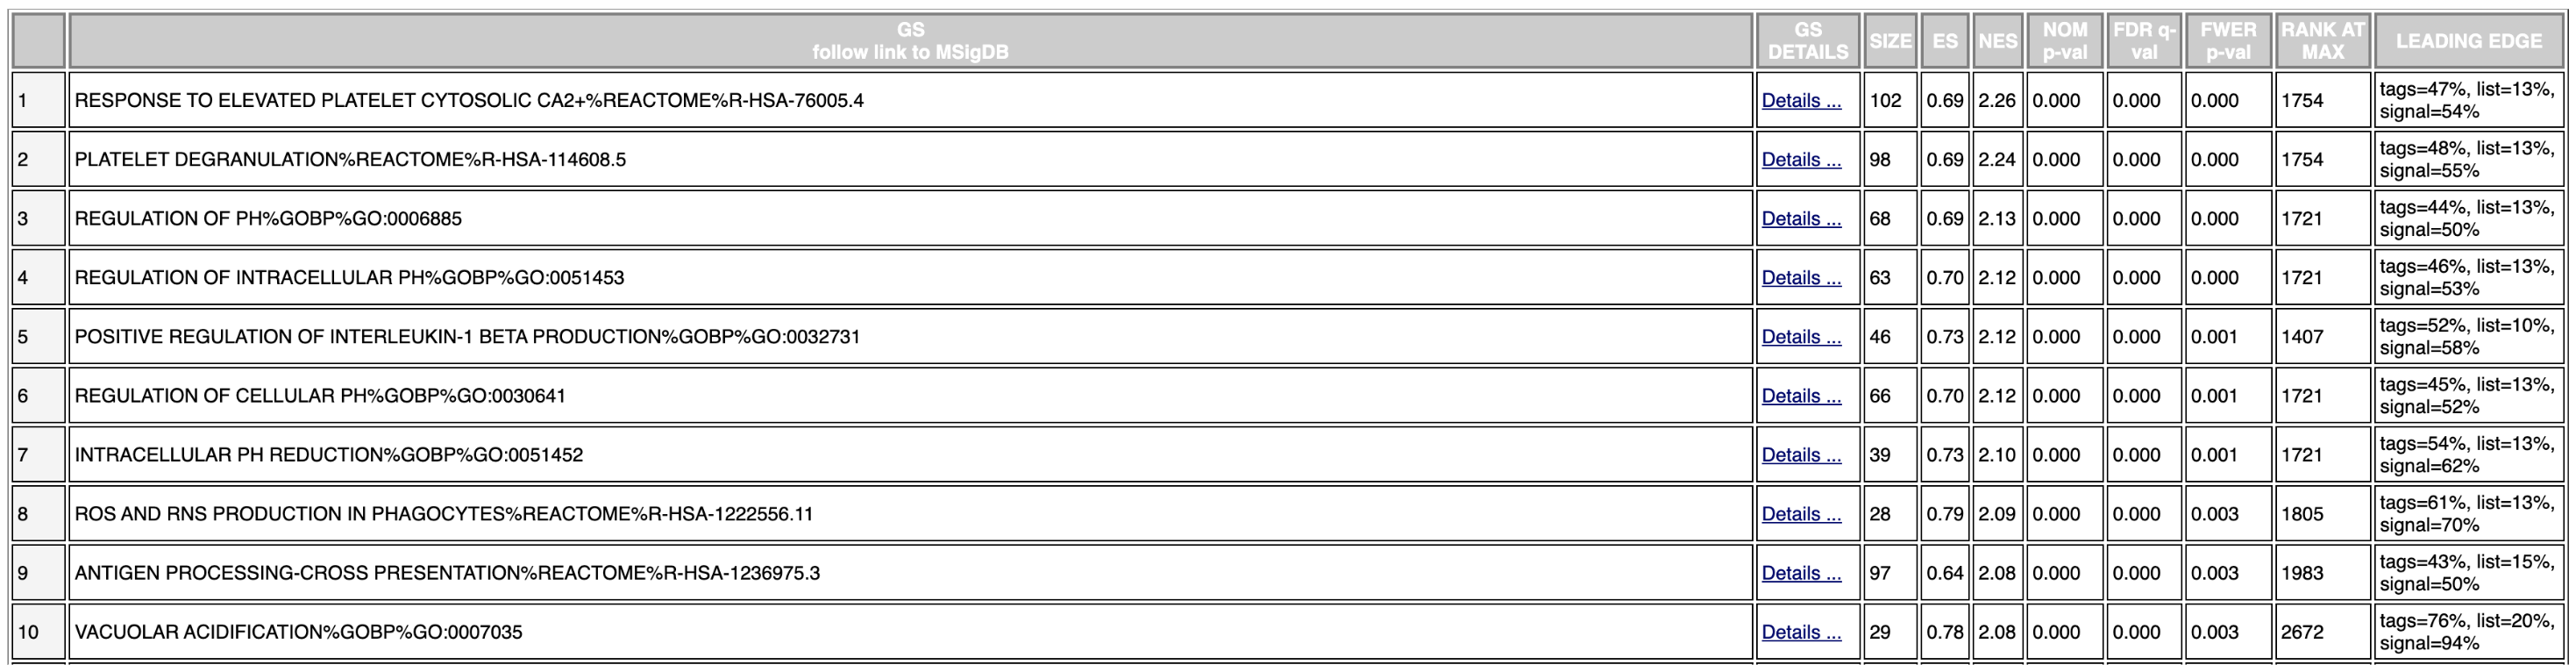 GS
follow link to MSigDB
GS
DETAILS
SIZE
ES
NES
NOM
p-val
FDR q-
val
FWER
p-val
RANK AT
MAX
LEADING EDGE
1 RESPONSE TO ELEVATED PLATELET CYTOSOLIC CA2+%REACTOME%R-HSA-76005.4 Details ... 102 0.69 2.26 0.000 0.000 0.000 1754 tags=47%, list=13%,
signal=54%
2 PLATELET DEGRANULATION%REACTOME%R-HSA-114608.5 Details ... 98 0.69 2.24 0.000 0.000 0.000 1754 tags=48%, list=13%,
signal=55%
3 REGULATION OF PH%GOBP%GO:0006885 Details ... 68 0.69 2.13 0.000 0.000 0.000 1721 tags=44%, list=13%,
signal=50%
4 REGULATION OF INTRACELLULAR PH%GOBP%GO:0051453 Details ... 63 0.70 2.12 0.000 0.000 0.000 1721 tags=46%, list=13%,
signal=53%
5 POSITIVE REGULATION OF INTERLEUKIN-1 BETA PRODUCTION%GOBP%GO:0032731 Details ... 46 0.73 2.12 0.000 0.000 0.001 1407 tags=52%, list=10%,
signal=58%
6 REGULATION OF CELLULAR PH%GOBP%GO:0030641 Details ... 66 0.70 2.12 0.000 0.000 0.001 1721 tags=45%, list=13%,
signal=52%
7 INTRACELLULAR PH REDUCTION%GOBP%GO:0051452 Details ... 39 0.73 2.10 0.000 0.000 0.001 1721 tags=54%, list=13%,
signal=62%
8 ROS AND RNS PRODUCTION IN PHAGOCYTES%REACTOME%R-HSA-1222556.11 Details ... 28 0.79 2.09 0.000 0.000 0.003 1805 tags=61%, list=13%,
signal=70%
9 ANTIGEN PROCESSING-CROSS PRESENTATION%REACTOME%R-HSA-1236975.3 Details ... 97 0.64 2.08 0.000 0.000 0.003 1983 tags=43%, list=15%,
signal=50%
10 VACUOLAR ACIDIFICATION%GOBP%GO:0007035 Details ... 29 0.78 2.08 0.000 0.000 0.003 2672 tags=76%, list=20%,
signal=94%